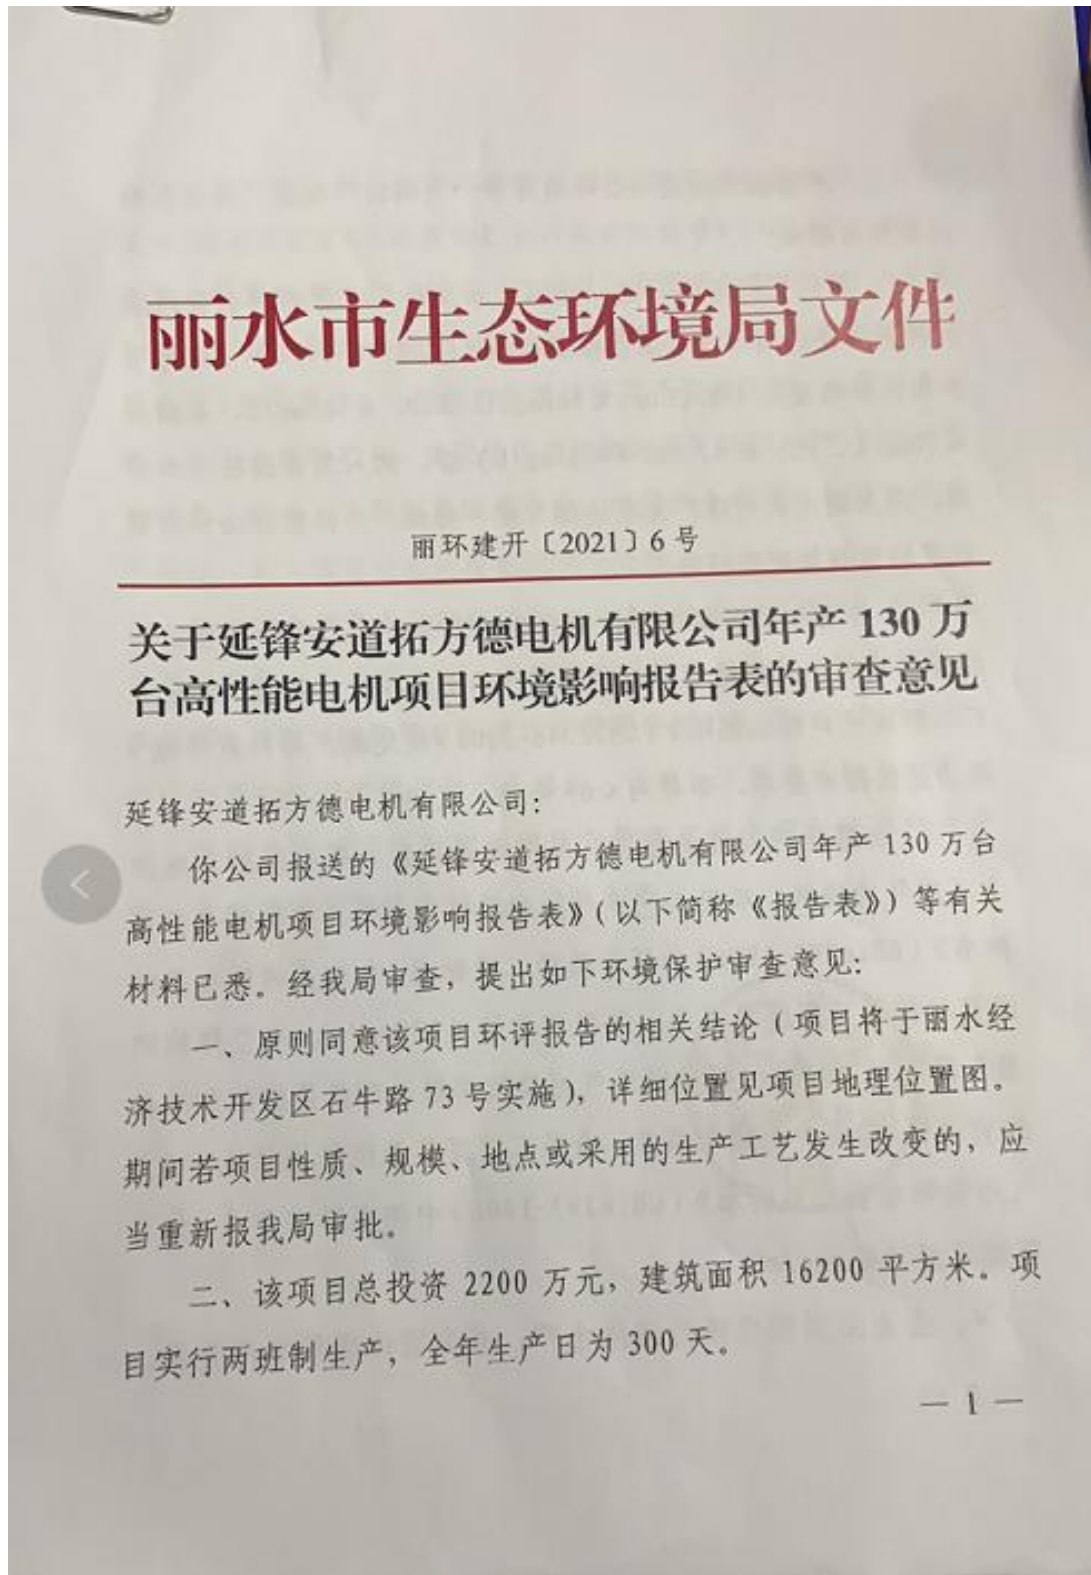 丽水市生态环境局文件
丽环建开〔2021〕6号
关于延锋安道拓方德电机有限公司年产130万
台高性能电机项目环境影响报告表的审查意见
延锋安道拓方德电机有限公司：
你公司报送的《延锋安道拓方德电机有限公司年产130万台
高性能电机项目环境影响报告表》（以下简称《报告表》）等有关
材料已悉。经我局审查，提出如下环境保护审查意见：
一、原则同意该项目环评报告的相关结论（项目将于丽水经
济技术开发区石牛路73号实施），详细位置见项目地理位置图。
期间若项目性质、规模、地点或采用的生产工艺发生改变的，应
当重新报我局审批。
二、该项目总投资2200万元，建筑面积16200平方米。项
目实行两班制生产，全年生产日为300天。
— 1 —